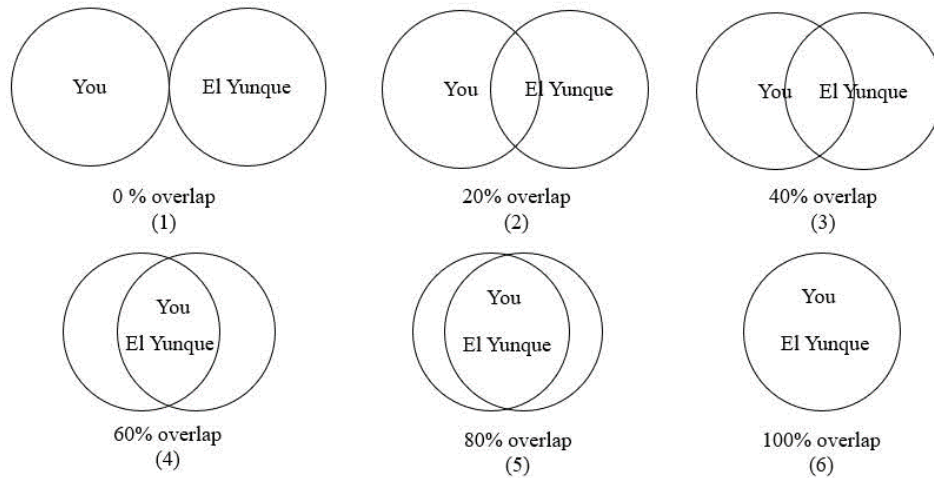 You
El Yunque
0 % overlap
(1)
You
El Yunque
20% overlap
(2)
You
El Yunque
40% overlap
(3)
You
El Yunque
60% overlap
(4)
You
El Yunque
80% overlap
(5)
You
El Yunque
100% overlap
(6)